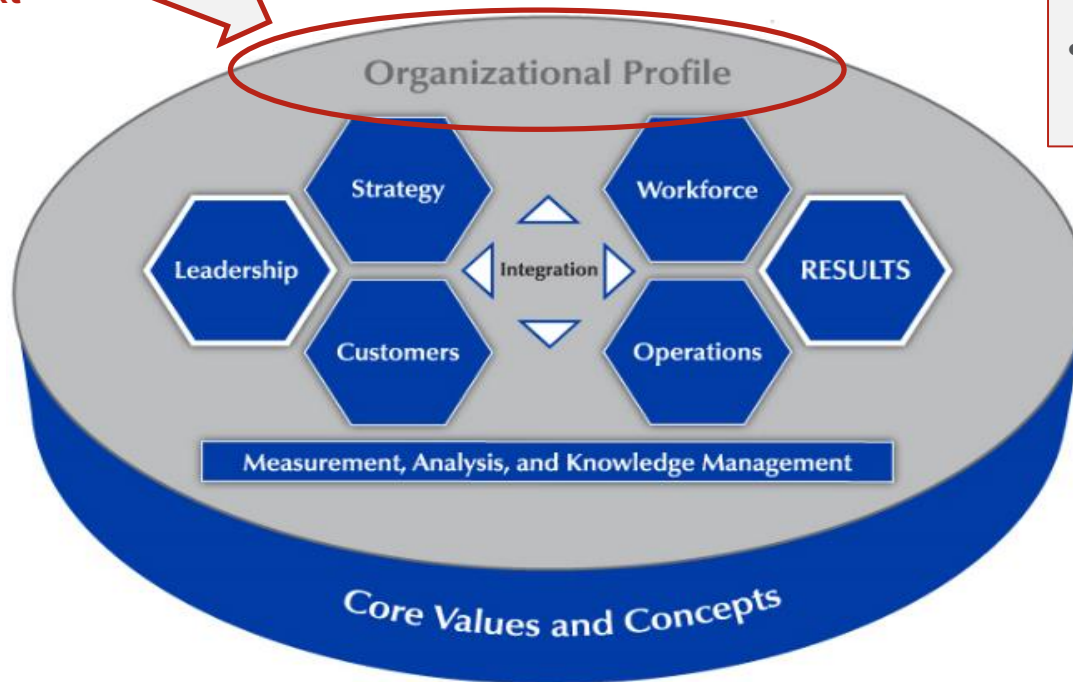 Organizational Profile
Strategy
Workforce
Leadership
Integration
RESULTS
Customers
Operations
Measurement, Analysis, and Knowledge Management
Core Values and Concepts